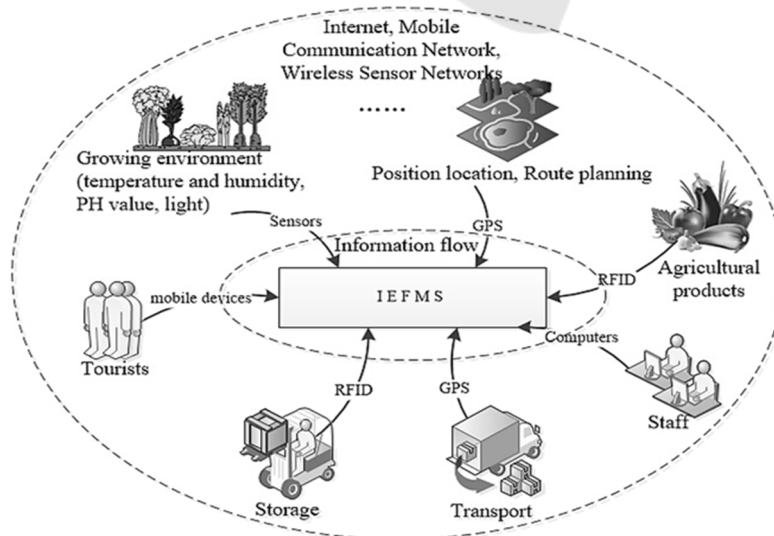 Internet, Mobile
Communication Network,
Wireless Sensor Networks
......
Growing environment
(temperature and humidity,
PH value, light)
Position location, Route planning
Sensors
GPS
Information flow
Agricultural
products
RFID
IEFMS
mobile devices
Tourists
Computers
Staff
RFID
GPS
Storage
Transport